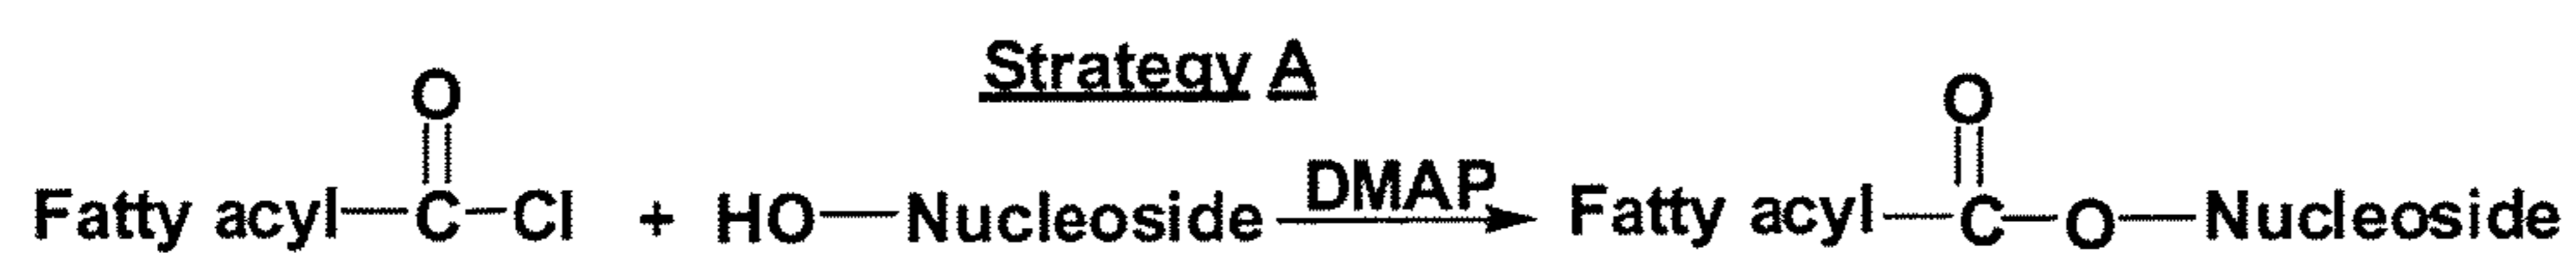 Strategy A
O
O
Fatty acyl—C—Cl + HO—Nucleoside DMAP Fatty acyl—C—O—Nucleoside